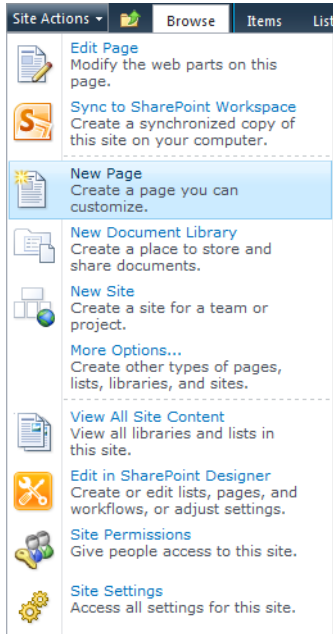 Site Actions Browse Items List
Edit Page
Modify the web parts on this
page.
Sync to SharePoint Workspace
Create a synchronized copy of
this site on your computer.
New Page
Create a page you can
customize.
New Document Library
Create a place to store and
share documents.
New Site
Create a site for a team or
project.
More Options...
Create other types of pages,
lists, libraries, and sites.
View All Site Content
View all libraries and lists in
this site.
Edit in SharePoint Designer
Create or edit lists, pages, and
workflows, or adjust settings.
Site Permissions
Give people access to this site.
Site Settings
Access all settings for this site.